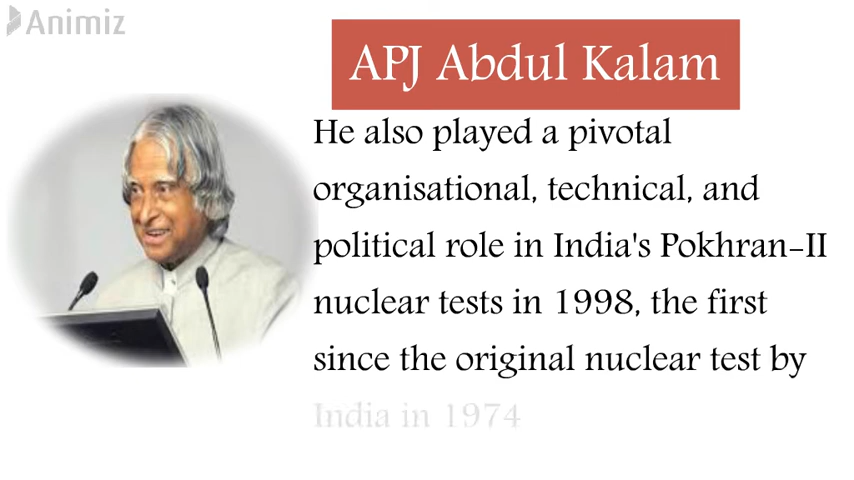 Animiz
APJ Abdul Kalam
He also played a pivotal
organisational, technical, and
political role in India's Pokhran-II
nuclear tests in 1998, the first
since the original nuclear test by
India in 1974